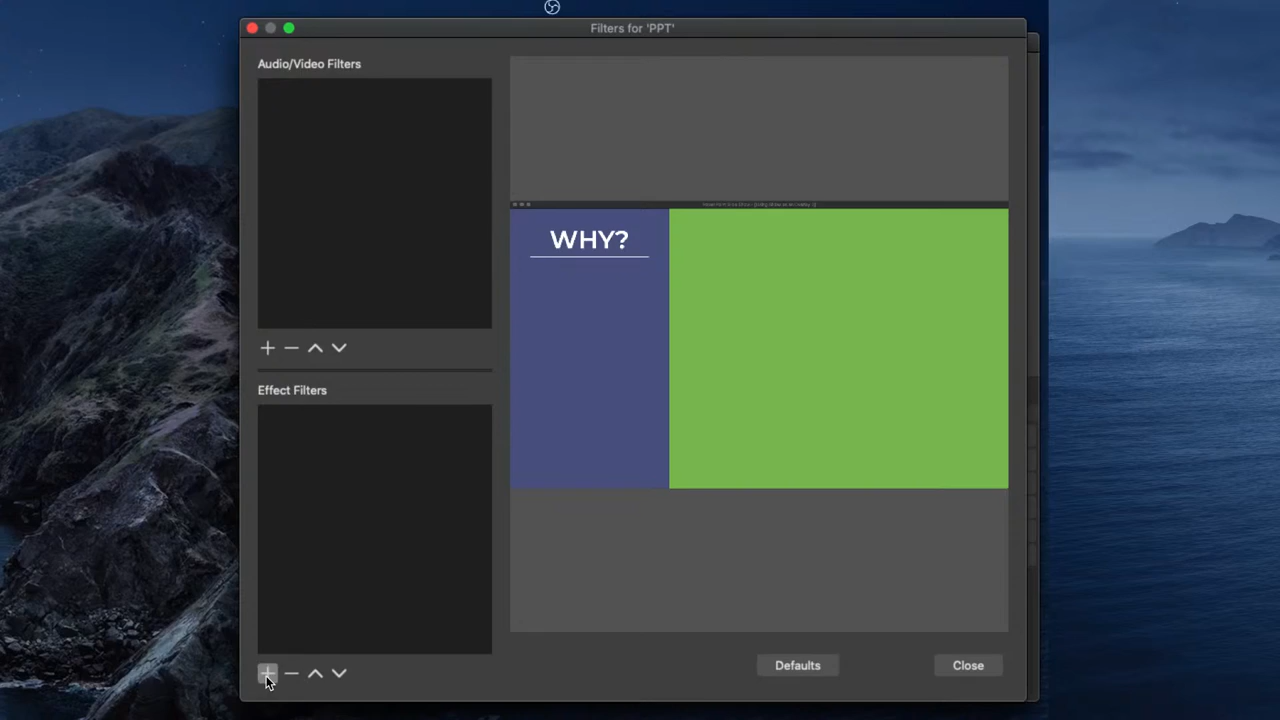 Filters for 'PPT'
Audio/Video Filters
WHY?
Effect Filters
Defaults
Close